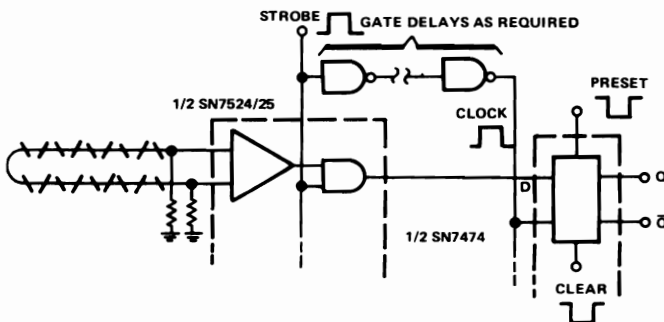 STROBE
GATE DELAYS AS REQUIRED
PRESET
1/2 SN7524/25
CLOCK
D
Q
Q̅
1/2 SN7474
CLEAR